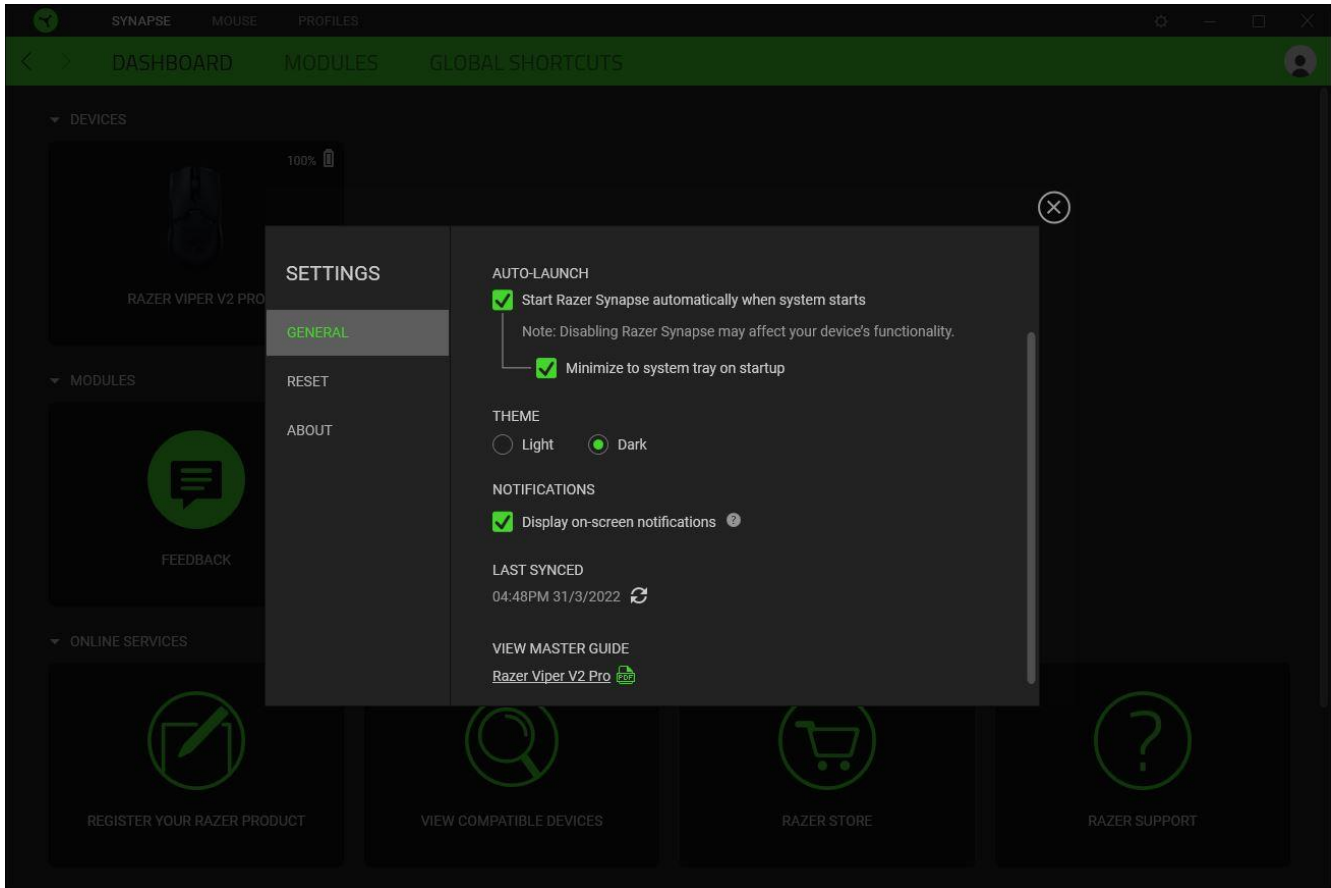 SYNAPSE MOUSE PROFILES
DASHBOARD MODULES GLOBAL SHORTCUTS
DEVICES
100%
RAZER VIPER V2 PRO
MODULES
FEEDBACK
ONLINE SERVICES
REGISTER YOUR RAZER PRODUCT
VIEW COMPATIBLE DEVICES
RAZER STORE
RAZER SUPPORT
SETTINGS
GENERAL
RESET
ABOUT
AUTO-LAUNCH
Start Razer Synapse automatically when system starts
Note: Disabling Razer Synapse may affect your device’s functionality.
Minimize to system tray on startup
THEME
Light Dark
NOTIFICATIONS
Display on-screen notifications ?
LAST SYNCED
04:48PM 31/3/2022
VIEW MASTER GUIDE
Razer Viper V2 Pro PDF